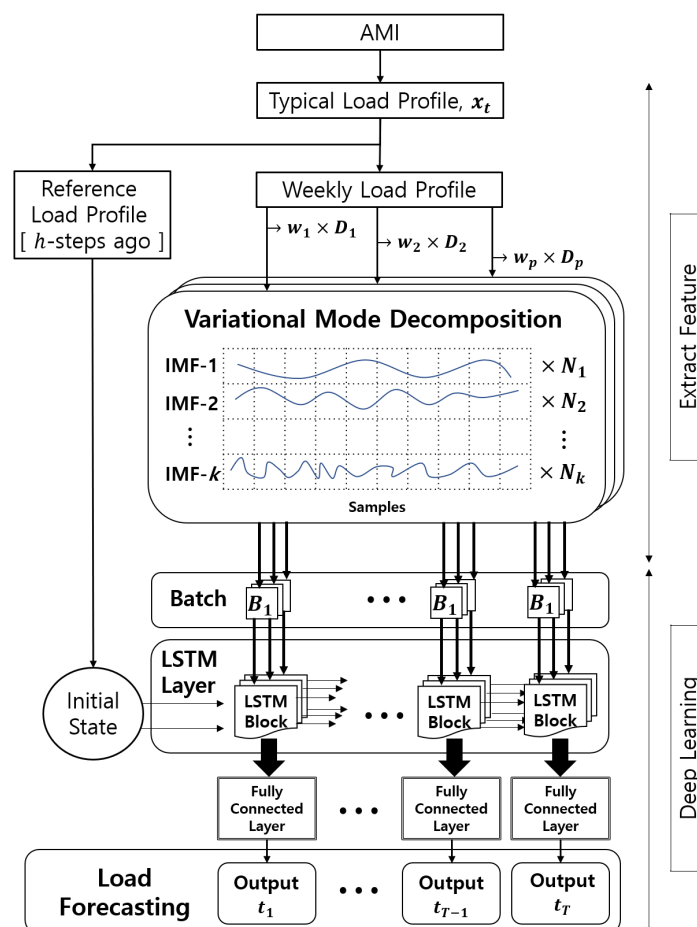 AMI
Typical Load Profile, x_t
Reference
Load Profile
[ h-steps ago ]
Weekly Load Profile
→ w_1 × D_1
→ w_2 × D_2
→ w_p × D_p
Variational Mode Decomposition
IMF-1
× N_1
IMF-2
× N_2
⋮
⋮
IMF-k
× N_k
Samples
Extract Feature
Batch
B_1
• • •
B_1
B_1
LSTM
Layer
Initial
State
LSTM
Block
• • •
LSTM
Block
LSTM
Block
Deep Learning
Fully
Connected
Layer
• • •
Fully
Connected
Layer
Fully
Connected
Layer
Load
Forecasting
Output
t_1
• • •
Output
t_{T−1}
Output
t_T